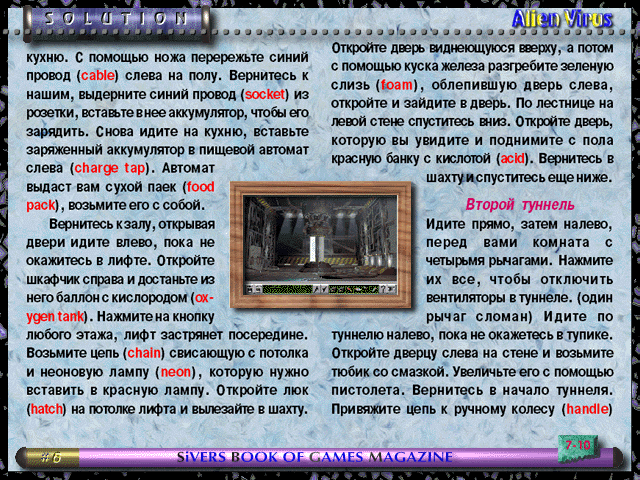 SOLUTION
Alien Virus
кухню. С помощью ножа перережьте синий
провод (cable) слева на полу. Вернитесь к
нашим, выдерните синий провод (socket) из
розетки, вставьте в нее аккумулятор, чтобы его
зарядить. Снова идите на кухню, вставьте
заряженный аккумулятор в пищевой автомат
слева (charge tap). Автомат
выдаст вам сухой паек (food
pack), возьмите его с собой.
Вернитесь к залу, открывая
двери идите влево, пока не
окажитесь в лифте. Откройте
шкафчик справа и достаньте из
него баллон с кислородом (ox-
ygen tank). Нажмите на кнопку
любого этажа, лифт застрянет посередине.
Возьмите цепь (chain) свисающую с потолка
и неоновую лампу (neon), которую нужно
вставить в красную лампу. Откройте люк
(hatch) на потолке лифта и вылезайте в шахту.
Откройте дверь виднеющуюся вверху, а потом
с помощью куска железа разгребите зеленую
слизь (foam), облепившую дверь слева,
откройте и зайдите в дверь. По лестнице на
левой стене спуститесь вниз. Откройте дверь,
которую вы увидите и поднимите с пола
красную банку с кислотой (acid). Вернитесь в
шахту и спуститесь еще ниже.
Второй туннель
Идите прямо, затем налево,
перед вами комната с
четырьмя рычагами. Нажмите
их все, чтобы отключить
вентиляторы в туннеле. (один
рычаг сломан) Идите по
туннелю налево, пока не окажетесь в тупике.
Откройте дверцу слева на стене и возьмите
тюбик со смазкой. Увеличьте его с помощью
пистолета. Вернитесь в начало туннеля.
Привяжите цепь к ручному колесу (handle)
#6
SiVERS BOOK OF GAMES MAGAZINE
7-10